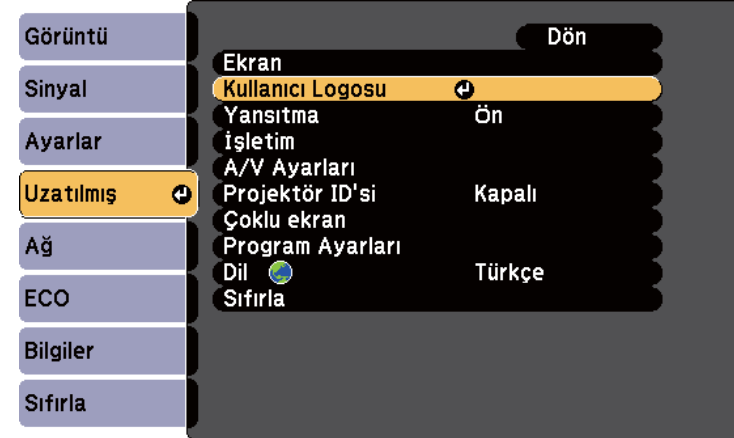 Görüntü
Sinyal
Ayarlar
Uzatılmış
Ağ
ECO
Bilgiler
Sıfırla
Dön
Ekran
Kullanıcı Logosu
Yansıtma Ön
İşletim
A/V Ayarları
Projektör ID'si Kapalı
Çoklu ekran
Program Ayarları
Dil Türkçe
Sıfırla